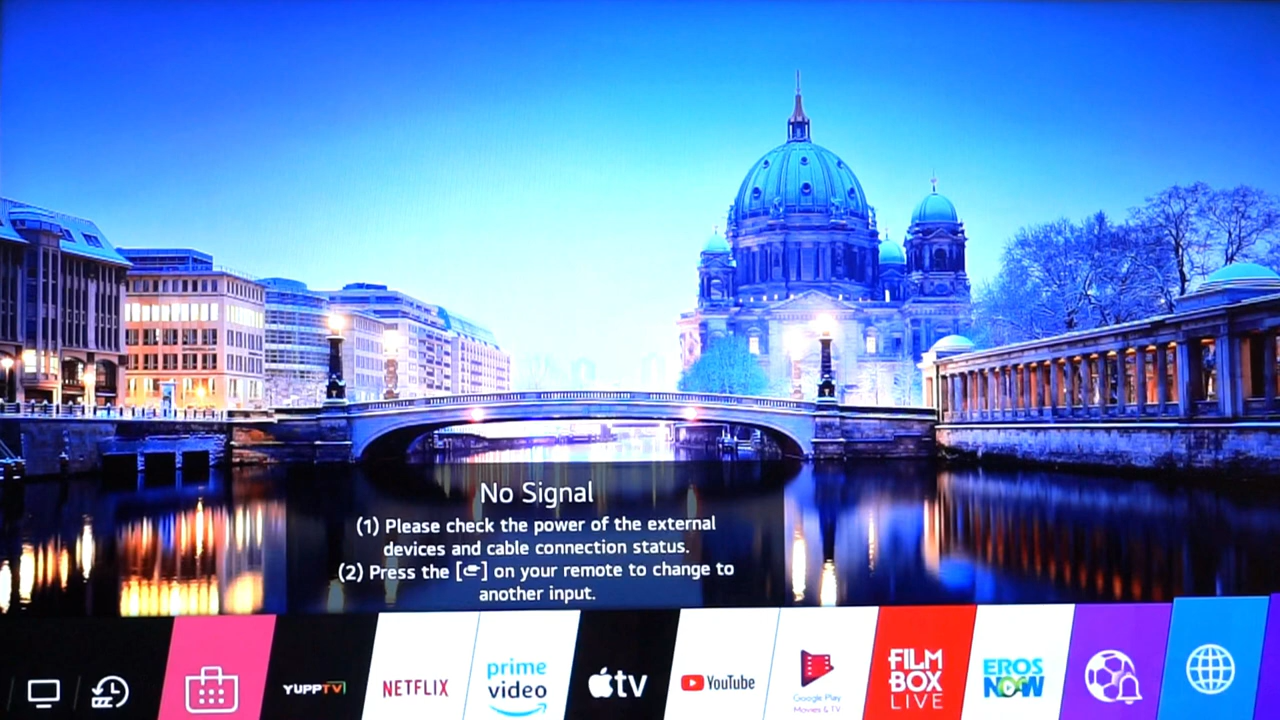 No Signal
(1) Please check the power of the external
devices and cable connection status.
(2) Press the [ ] on your remote to change to
another input.
YUPPTV
NETFLIX
prime
video
tv
YouTube
Google Play
Movies & TV
FILM
BOX
LIVE
EROS
NOW